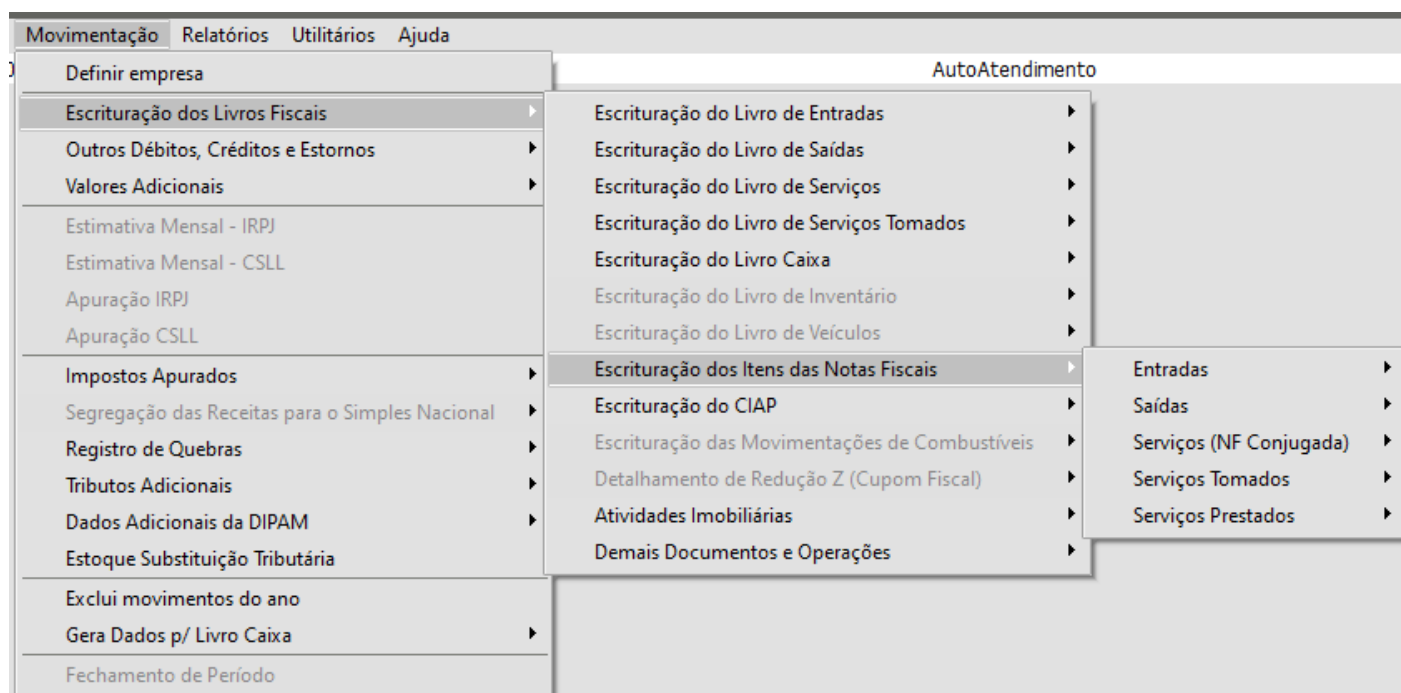 Movimentação Relatórios Utilitários Ajuda
AutoAtendimento
Definir empresa
Escrituração dos Livros Fiscais
Outros Débitos, Créditos e Estornos
Valores Adicionais
Estimativa Mensal - IRPJ
Estimativa Mensal - CSLL
Apuração IRPJ
Apuração CSLL
Impostos Apurados
Segregação das Receitas para o Simples Nacional
Registro de Quebras
Tributos Adicionais
Dados Adicionais da DIPAM
Estoque Substituição Tributária
Exclui movimentos do ano
Gera Dados p/ Livro Caixa
Fechamento de Período
Escrituração do Livro de Entradas
Escrituração do Livro de Saídas
Escrituração do Livro de Serviços
Escrituração do Livro de Serviços Tomados
Escrituração do Livro Caixa
Escrituração do Livro de Inventário
Escrituração do Livro de Veículos
Escrituração dos Itens das Notas Fiscais
Escrituração do CIAP
Escrituração das Movimentações de Combustíveis
Detalhamento de Redução Z (Cupom Fiscal)
Atividades Imobiliárias
Demais Documentos e Operações
Entradas
Saídas
Serviços (NF Conjugada)
Serviços Tomados
Serviços Prestados